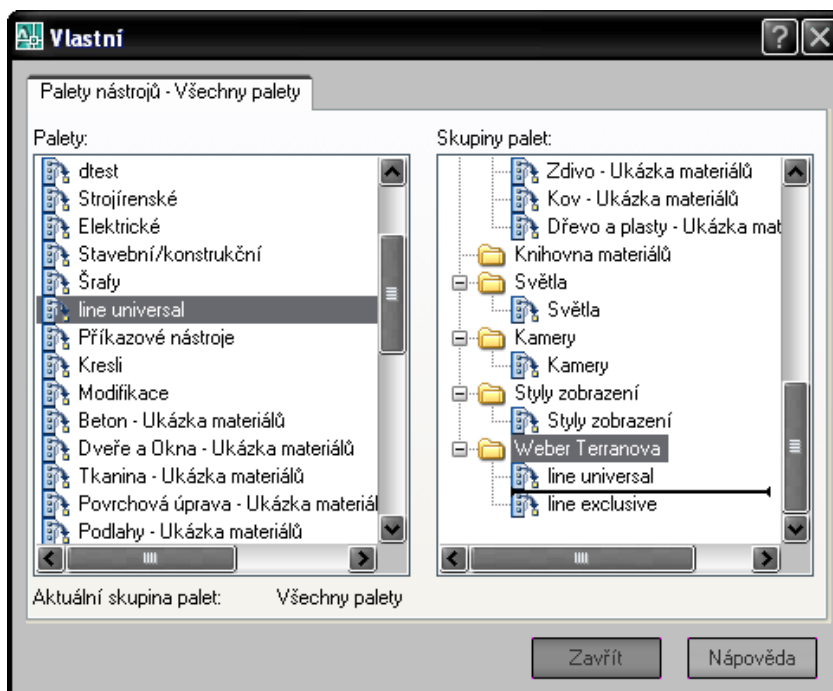 Vlastní
Palety nástrojů - Všechny palety
Palety:
dtest
Strojírenské
Elektrické
Stavební/konstrukční
Šrafy
line universal
Příkazové nástroje
Kresli
Modifikace
Beton - Ukázka materiálů
Dveře a Okna - Ukázka materiálů
Tkanina - Ukázka materiálů
Povrchová úprava - Ukázka materiál
Podlahy - Ukázka materiálů
Skupiny palet:
Zdivo - Ukázka materiálů
Kov - Ukázka materiálů
Dřevo a plasty - Ukázka mat
Knihovna materiálů
Světla
Světla
Kamery
Kamery
Styly zobrazení
Styly zobrazení
Weber Terranova
line universal
line exclusive
Aktuální skupina palet: Všechny palety
Zavřít
Nápověda